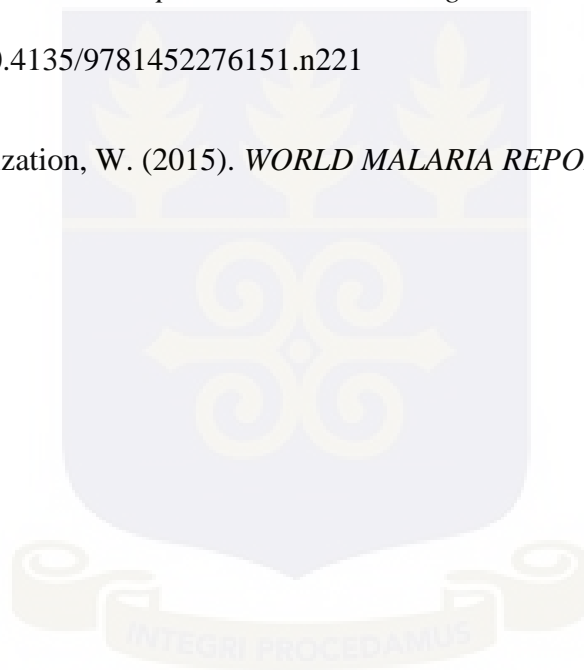 0.4135/9781452276151.n221
zation, W. (2015). WORLD MALARIA REPO
INTEGRI PROCEDAMUS